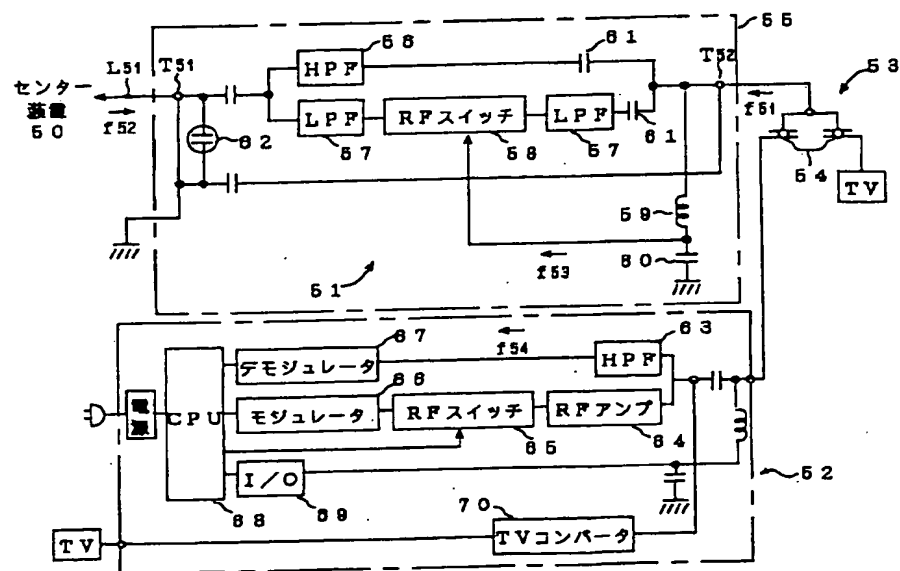 55
56
61
L51
T51
T52
53
センター
装置
50
f52
HPF
LPF
57
RFスイッチ
58
LPF
57
61
f51
62
54
TV
59
60
f53
51
67
f54
63
デモジュレータ
HPF
電源
CPU
66
モジュレータ
RFスイッチ
65
RFアンプ
64
I/O
69
68
52
70
TV
TVコンバータ